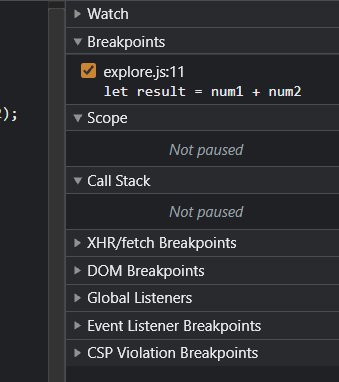 Watch
Breakpoints
explore.js:11
let result = num1 + num2
);
Scope
Not paused
Call Stack
Not paused
XHR/fetch Breakpoints
DOM Breakpoints
Global Listeners
Event Listener Breakpoints
CSP Violation Breakpoints